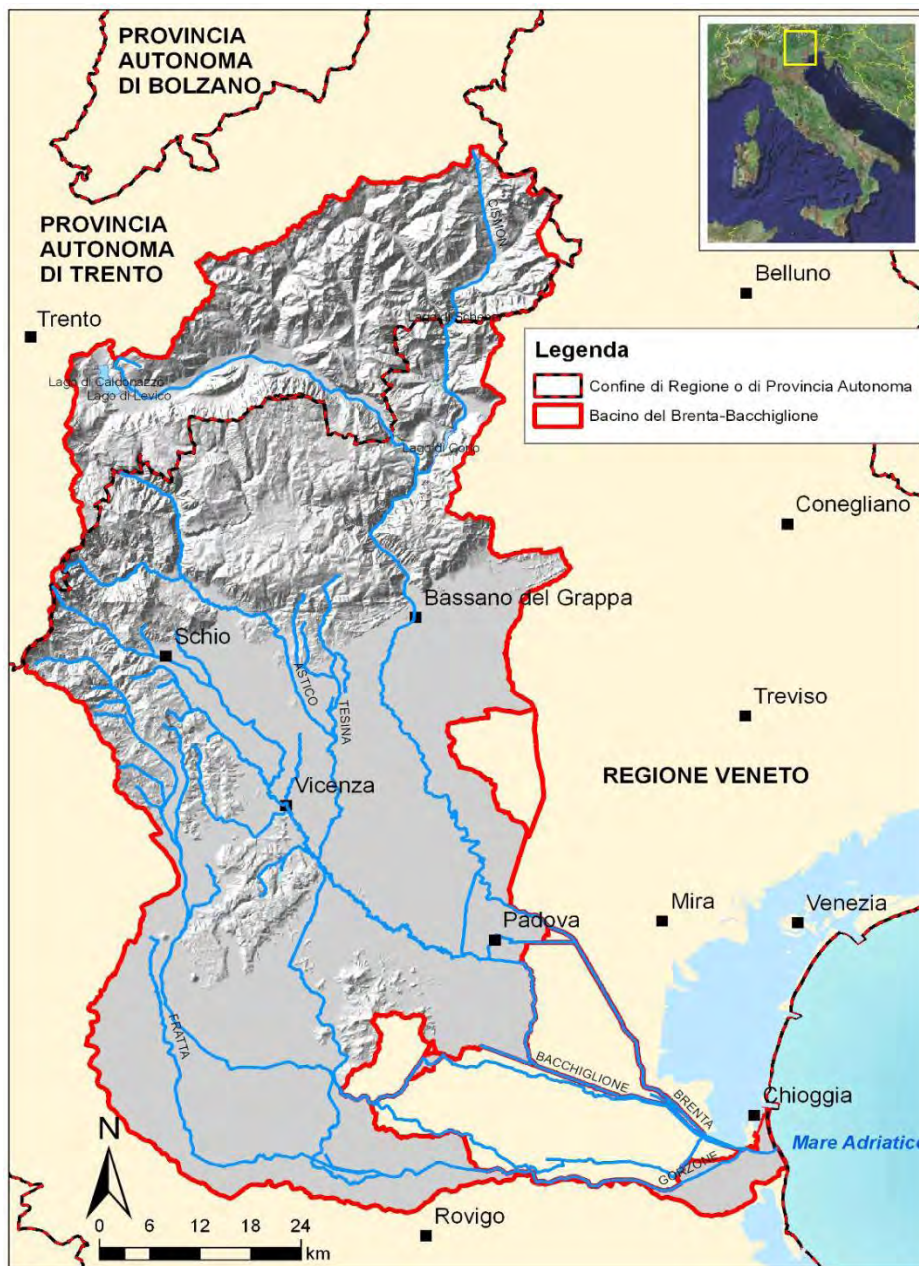 PROVINCIA
AUTONOMA
DI BOLZANO
CISMON
PROVINCIA
AUTONOMA
DI TRENTO
Belluno
Trento
Lago di Schener
Legenda
Confine di Regione o di Provincia Autonoma
Bacino del Brenta-Bacchiglione
Lago di Caldonazzo
Lago di Levico
Lago di Corlo
Conegliano
Bassano del Grappa
Schio
ASTICO
TESINA
Treviso
REGIONE VENETO
Vicenza
Mira
Venezia
Padova
FRATTA
BACCHIGLIONE
BRENTA
Chioggia
Mare Adriatico
GORZONE
N
0 6 12 18 24
km
Rovigo